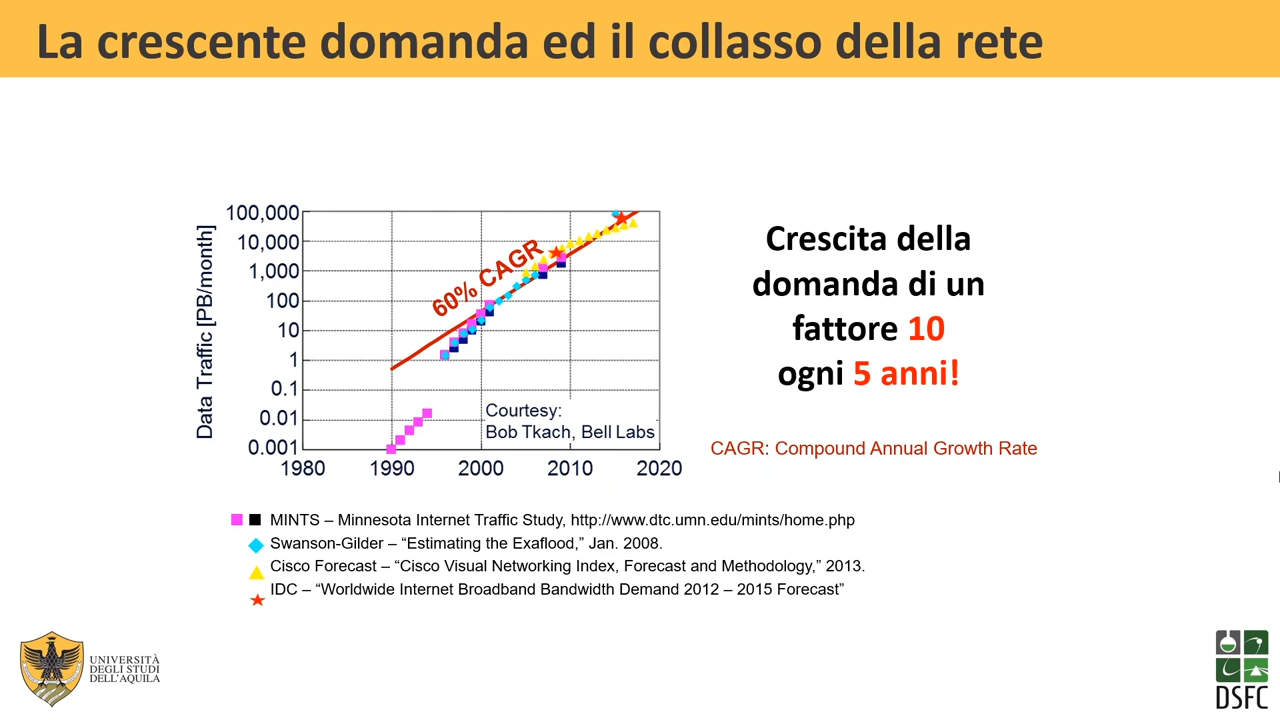 La crescente domanda ed il collasso della rete
Data Traffic [PB/month]
100,000
10,000
1,000
100
10
1
0.1
0.01
0.001
1980
1990
2000
2010
2020
60% CAGR
Courtesy:
Bob Tkach, Bell Labs
Crescita della
domanda di un
fattore 10
ogni 5 anni!
CAGR: Compound Annual Growth Rate
MINTS – Minnesota Internet Traffic Study, http://www.dtc.umn.edu/mints/home.php
Swanson-Gilder – “Estimating the Exaflood,” Jan. 2008.
Cisco Forecast – “Cisco Visual Networking Index, Forecast and Methodology,” 2013.
IDC – “Worldwide Internet Broadband Bandwidth Demand 2012 – 2015 Forecast”
UNIVERSITÀ
DEGLI STUDI
DELL’AQUILA
DSFC